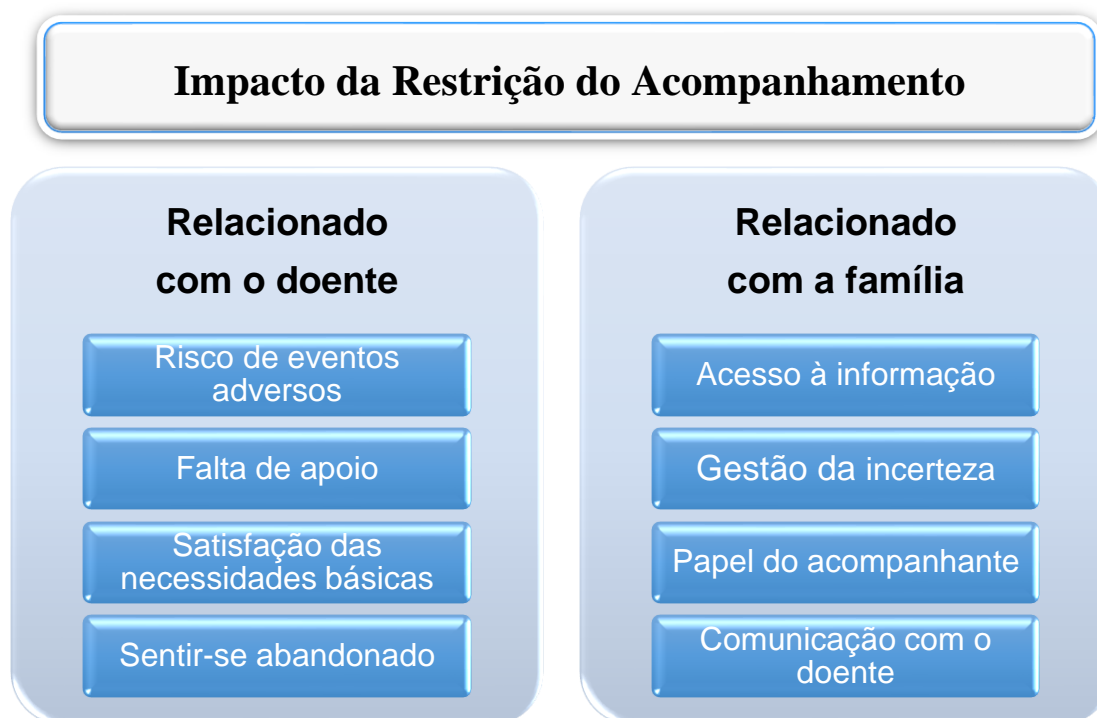 Impacto da Restrição do Acompanhamento
Relacionado
com o doente
Risco de eventos
adversos
Falta de apoio
Satisfação das
necessidades básicas
Sentir-se abandonado
Relacionado
com a família
Acesso à informação
Gestão da incerteza
Papel do acompanhante
Comunicação com o
doente